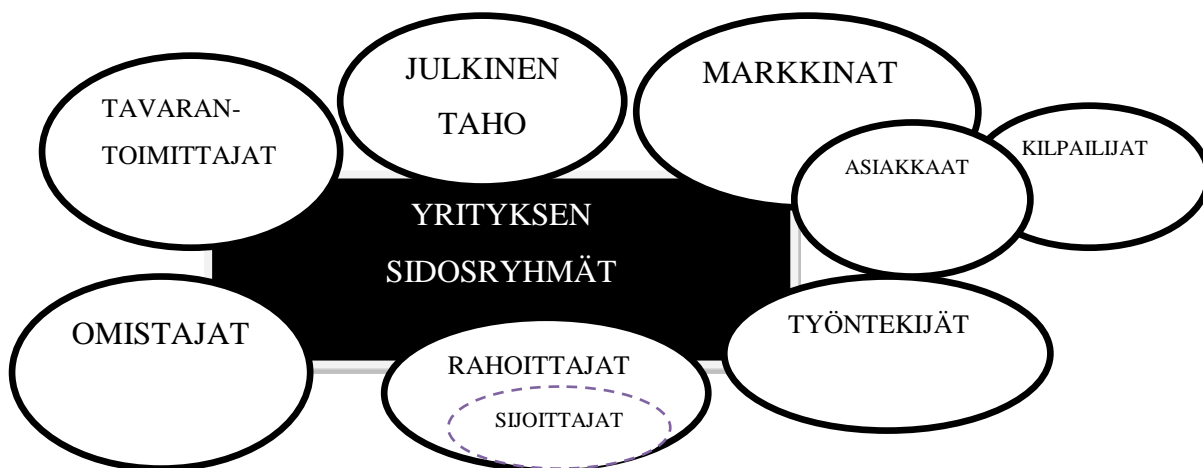 JULKINEN
TAHO
MARKKINAT
TAVARAN-
TOIMITTAJAT
KILPAILIJAT
ASIAKKAAT
YRITYKSEN
SIDOSRYHMÄT
OMISTAJAT
TYÖNTEKIJÄT
RAHOITTAJAT
SIJOITTAJAT